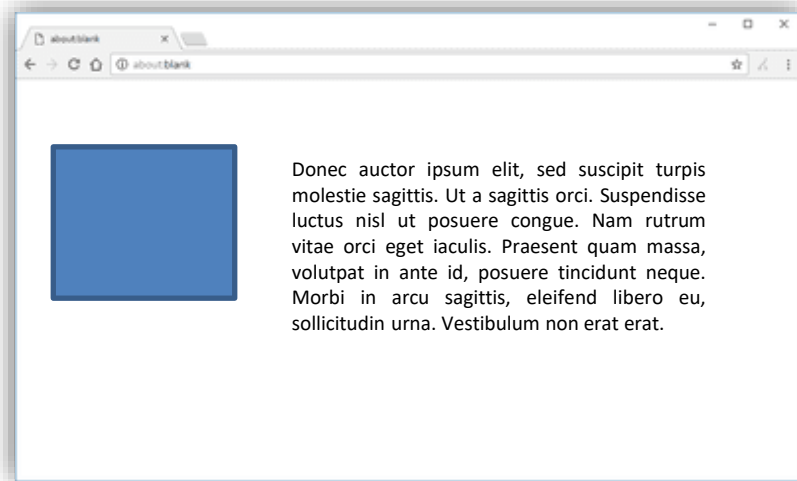 about:blank
about:blank
Donec auctor ipsum elit, sed suscipit turpis
molestie sagittis. Ut a sagittis orci. Suspendisse
luctus nisl ut posuere congue. Nam rutrum
vitae orci eget iaculis. Praesent quam massa,
volutpat in ante id, posuere tincidunt neque.
Morbi in arcu sagittis, eleifend libero eu,
sollicitudin urna. Vestibulum non erat erat.